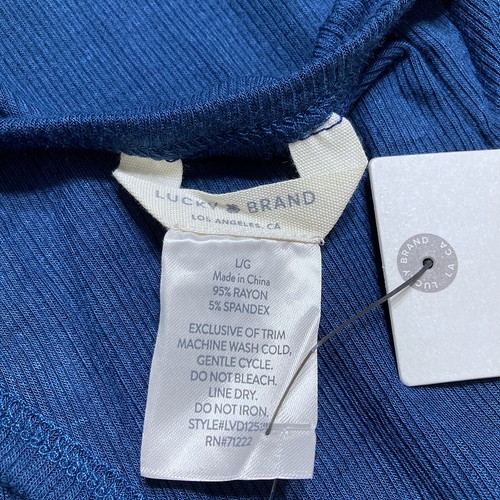 LUCKY BRAND
LOS ANGELES, CA
L/G
Made in China
95% RAYON
5% SPANDEX
EXCLUSIVE OF TRIM
MACHINE WASH COLD,
GENTLE CYCLE.
DO NOT BLEACH.
LINE DRY.
DO NOT IRON.
RN#71222
LUCKY BRAND